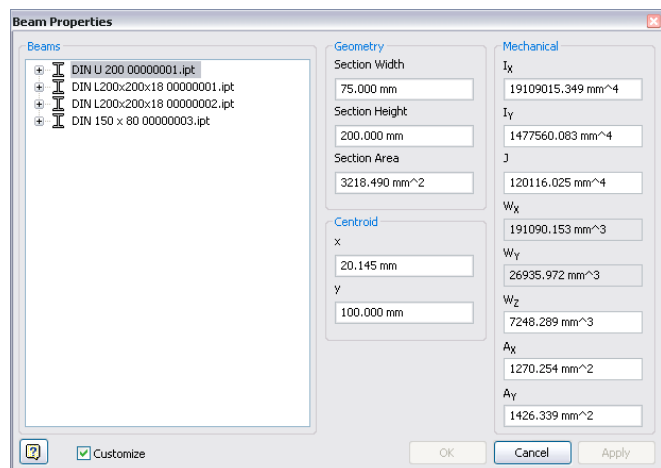 Beam Properties
Beams
DIN U 200 00000001.ipt
DIN L200x200x18 00000001.ipt
DIN L200x200x18 00000002.ipt
DIN 150 x 80 00000003.ipt
Geometry
Section Width
75.000 mm
Section Height
200.000 mm
Section Area
3218.490 mm^2
Centroid
x
20.145 mm
y
100.000 mm
Mechanical
IX
19109015.349 mm^4
IY
1477560.083 mm^4
J
120116.025 mm^4
WX
191090.153 mm^3
WY
26935.972 mm^3
WZ
7248.289 mm^3
AX
1270.254 mm^2
AY
1426.339 mm^2
Customize
OK
Cancel
Apply